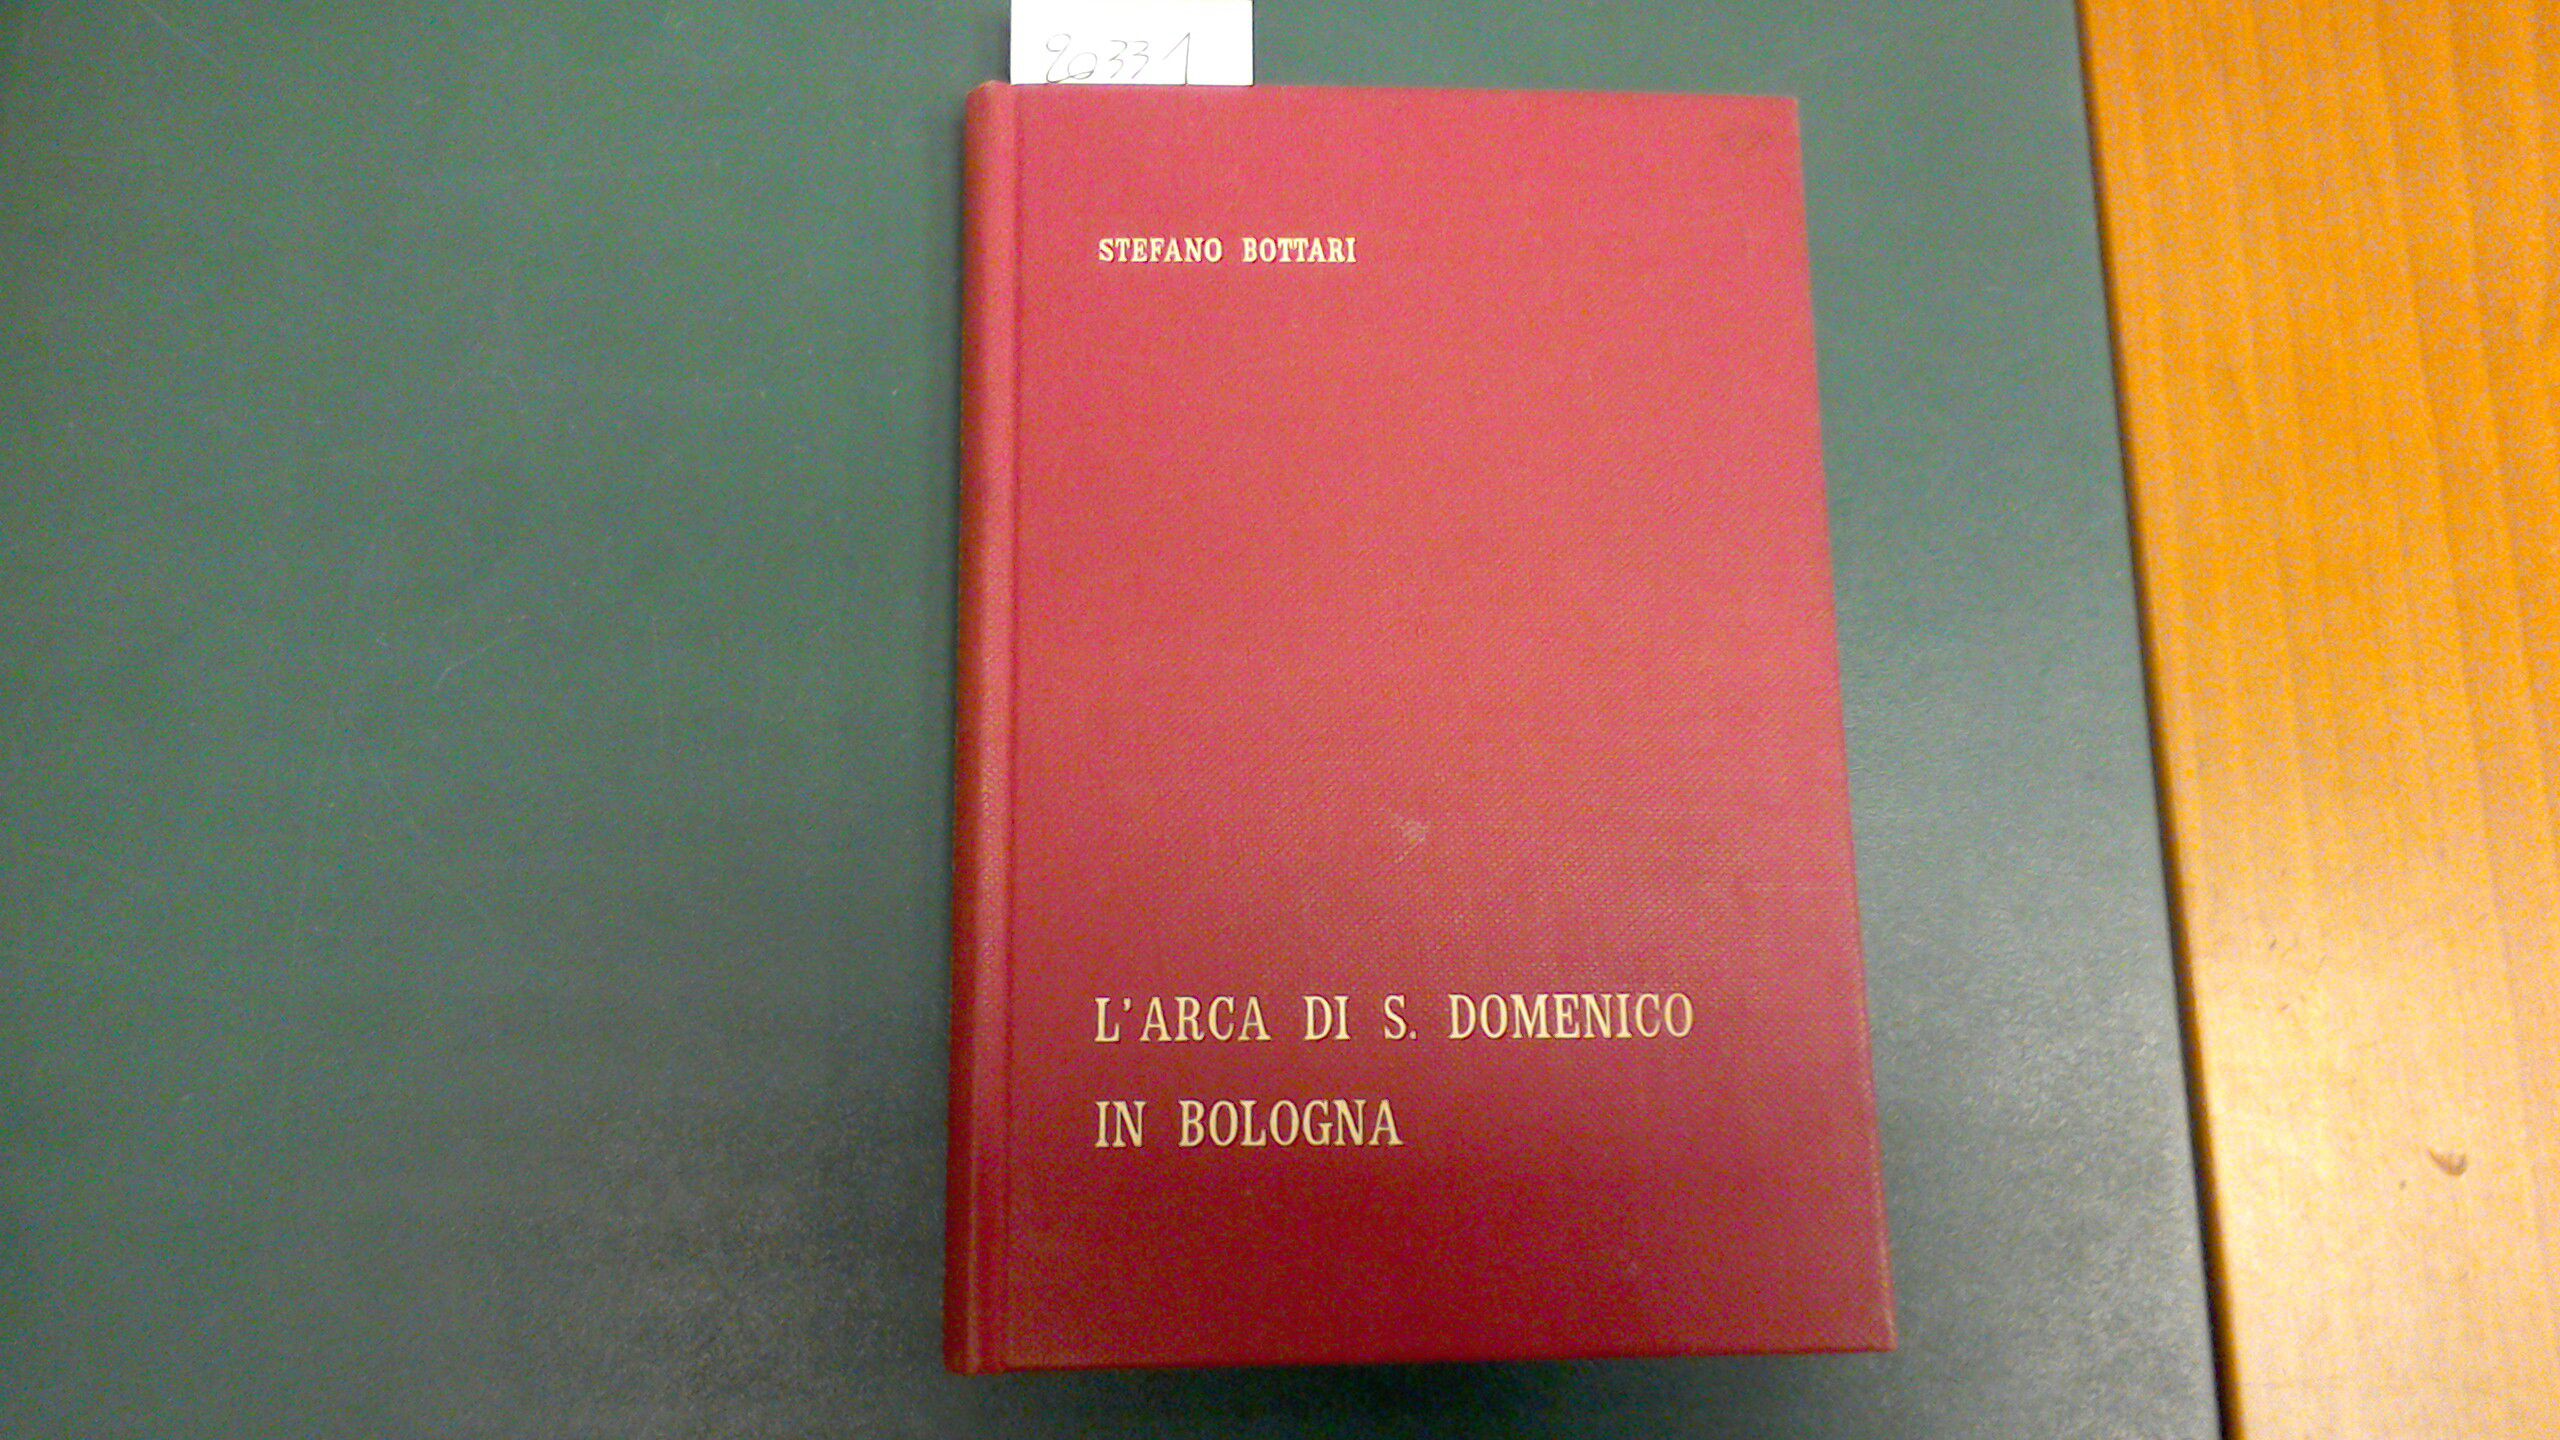 20331
STEFANO BOTTARI
L'ARCA DI S. DOMENICO
IN BOLOGNA